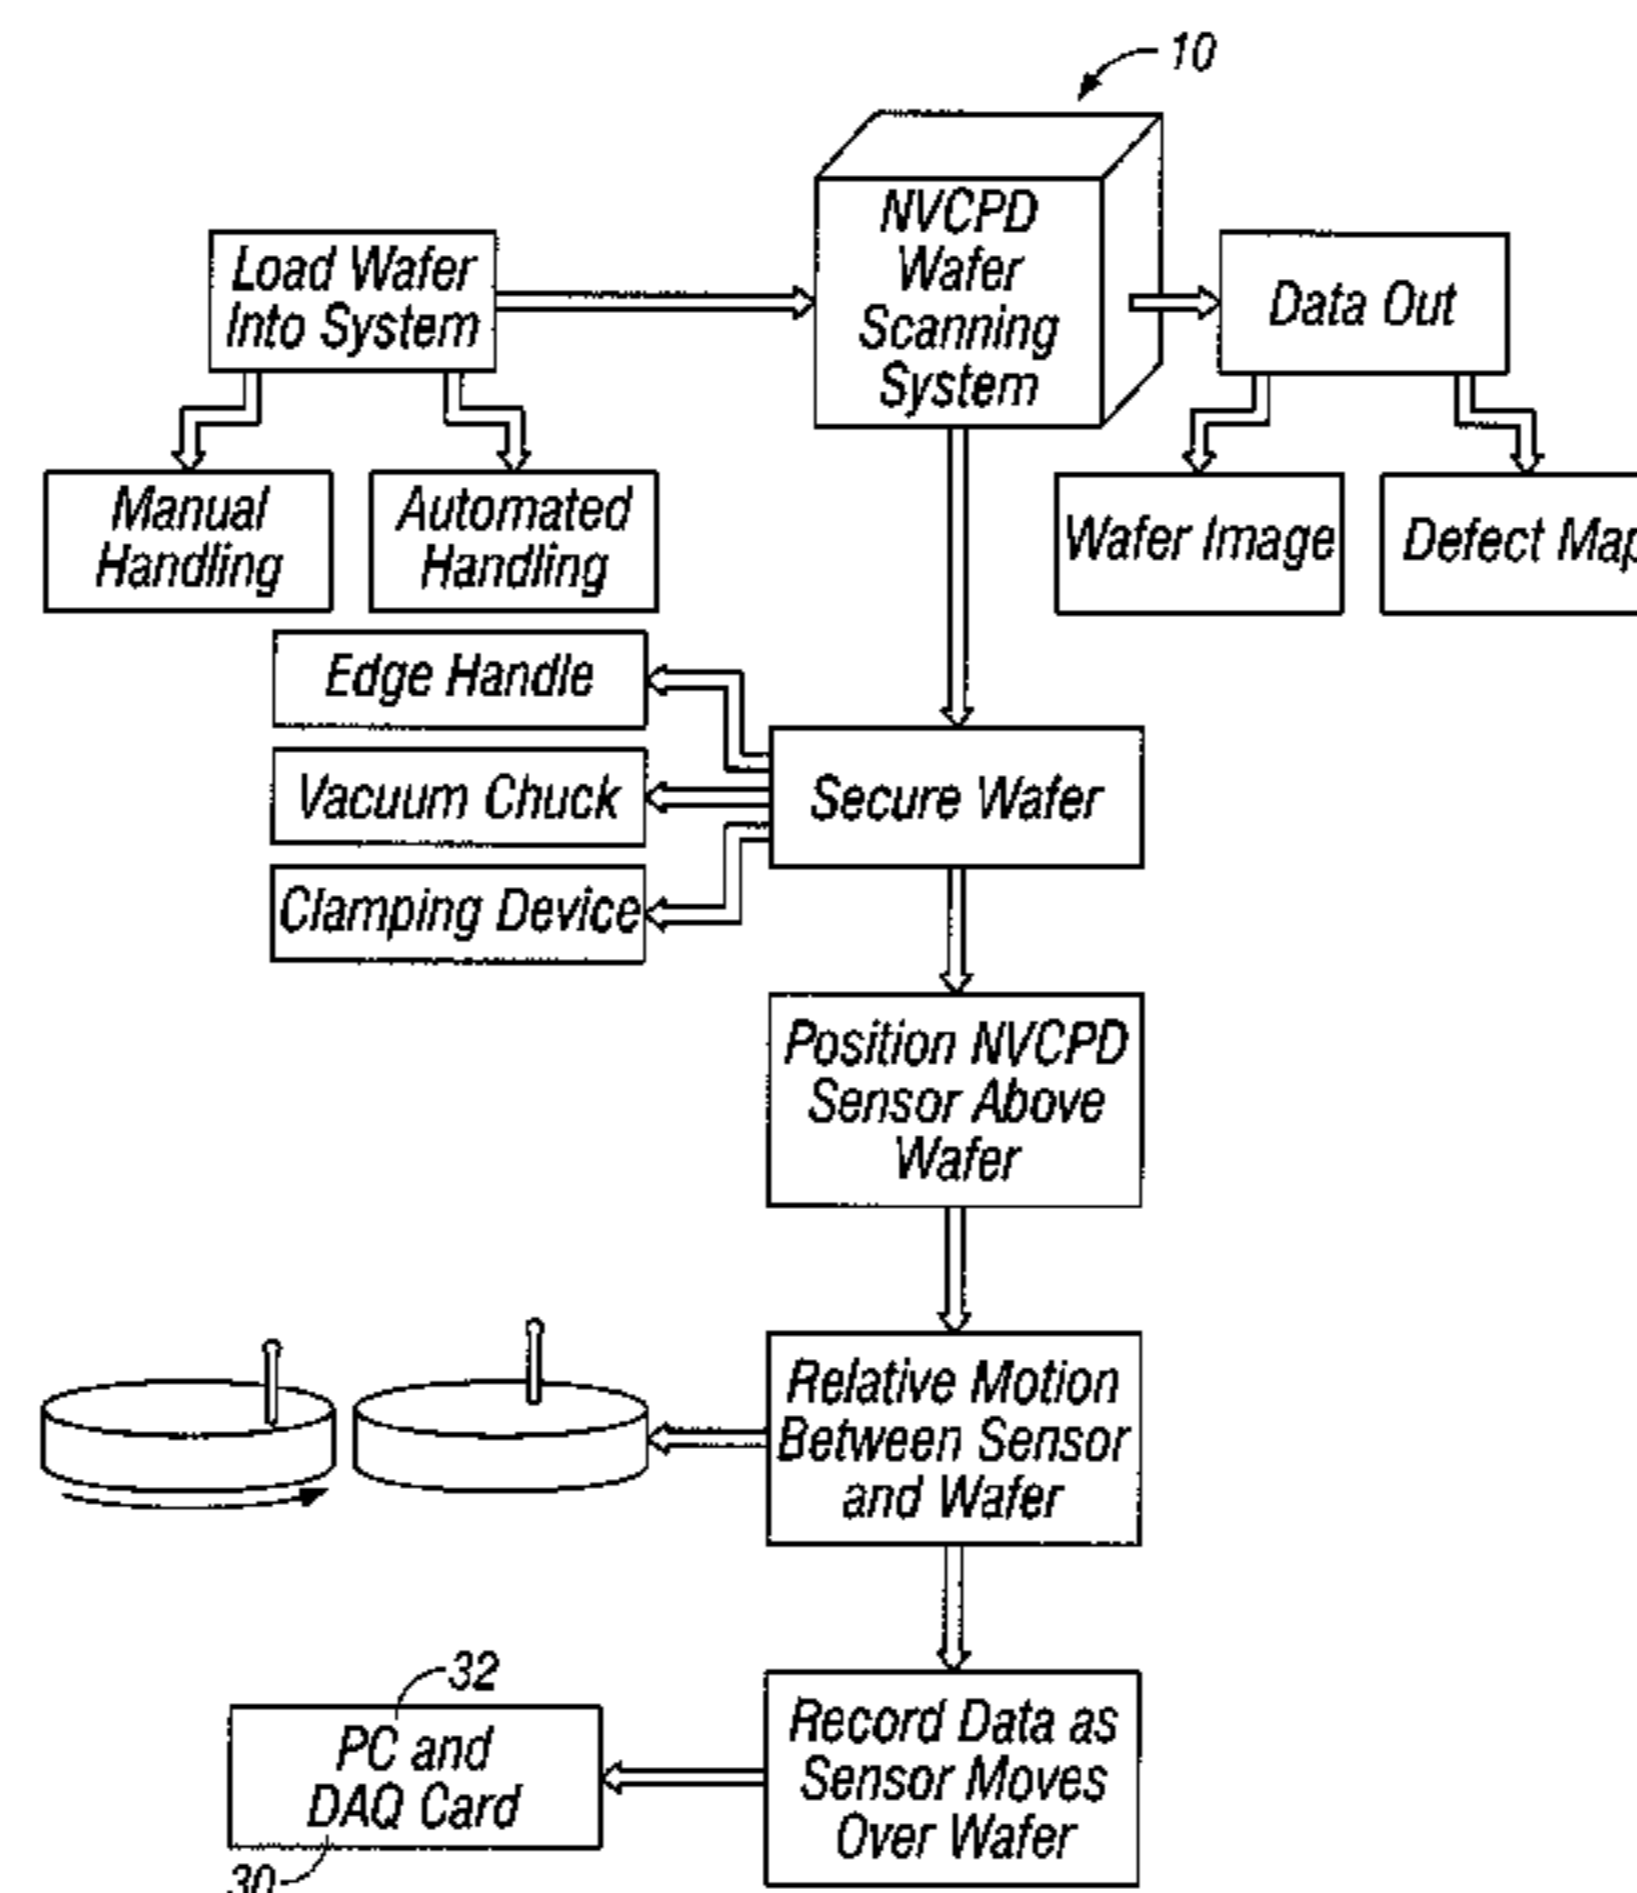 10
NVCPD
Wafer
Scanning
System
Load Wafer
Into System
Data Out
Manual
Handling
Automated
Handling
Wafer Image
Defect Map
Edge Handle
Vacuum Chuck
Clamping Device
Secure Wafer
Position NVCPD
Sensor Above
Wafer
Relative Motion
Between Sensor
and Wafer
32
PC and
DAQ Card
30
Record Data as
Sensor Moves
Over Wafer